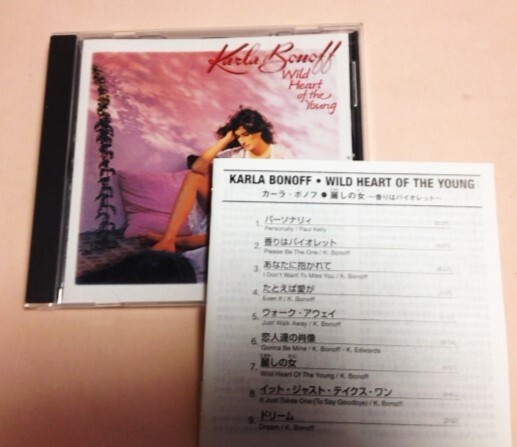 Karla Bonoff
Wild
Heart
of the
Young
KARLA BONOFF • WILD HEART OF THE YOUNG
カーラ・ボノフ ● 麗しの女 ~香りはバイオレット~
1. パーソナリィ
Personally / Paul Kelly
2. 香りはバイオレット
Please Be The One / K. Bonoff
3. あなたに抱かれて
I Don't Want To Miss You / K. Bonoff
4. たとえば愛が
Even If / K. Bonoff
5. ウォーク・アウェイ
Just Walk Away / K. Bonoff
6. 恋人達の肖像
Gonna Be Mine / K. Bonoff - K. Edwards
7. 麗しの女
Wild Heart Of The Young / K. Bonoff
8. イット・ジャスト・テイクス・ワン
It Just Takes One (To Say Goodbye) / K. Bonoff
9. ドリーム
Dream / K. Bonoff